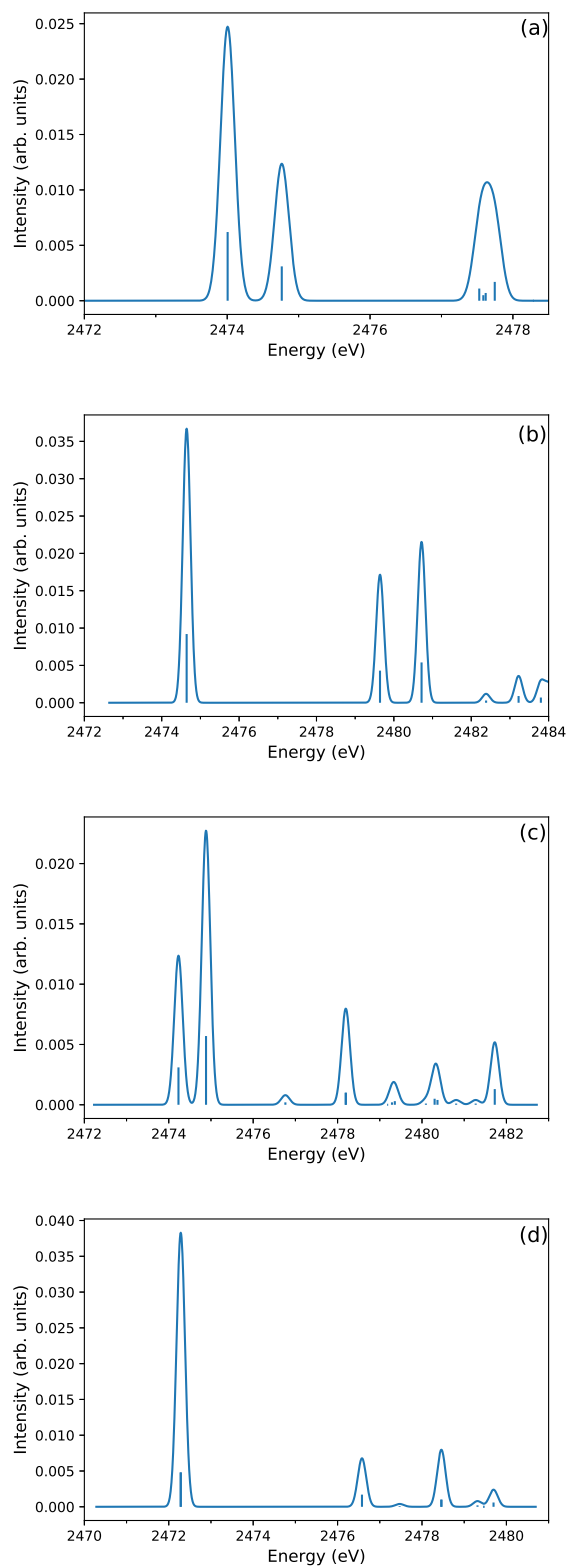 (a)
0.025
0.020
0.015
0.010
0.005
0.000
Intensity (arb. units)
2472 2474 2476 2478
Energy (eV)
(b)
0.035
0.030
0.025
0.020
0.015
0.010
0.005
0.000
Intensity (arb. units)
2472 2474 2476 2478 2480 2482 2484
Energy (eV)
(c)
0.020
0.015
0.010
0.005
0.000
Intensity (arb. units)
2472 2474 2476 2478 2480 2482
Energy (eV)
(d)
0.040
0.035
0.030
0.025
0.020
0.015
0.010
0.005
0.000
Intensity (arb. units)
2470 2472 2474 2476 2478 2480
Energy (eV)